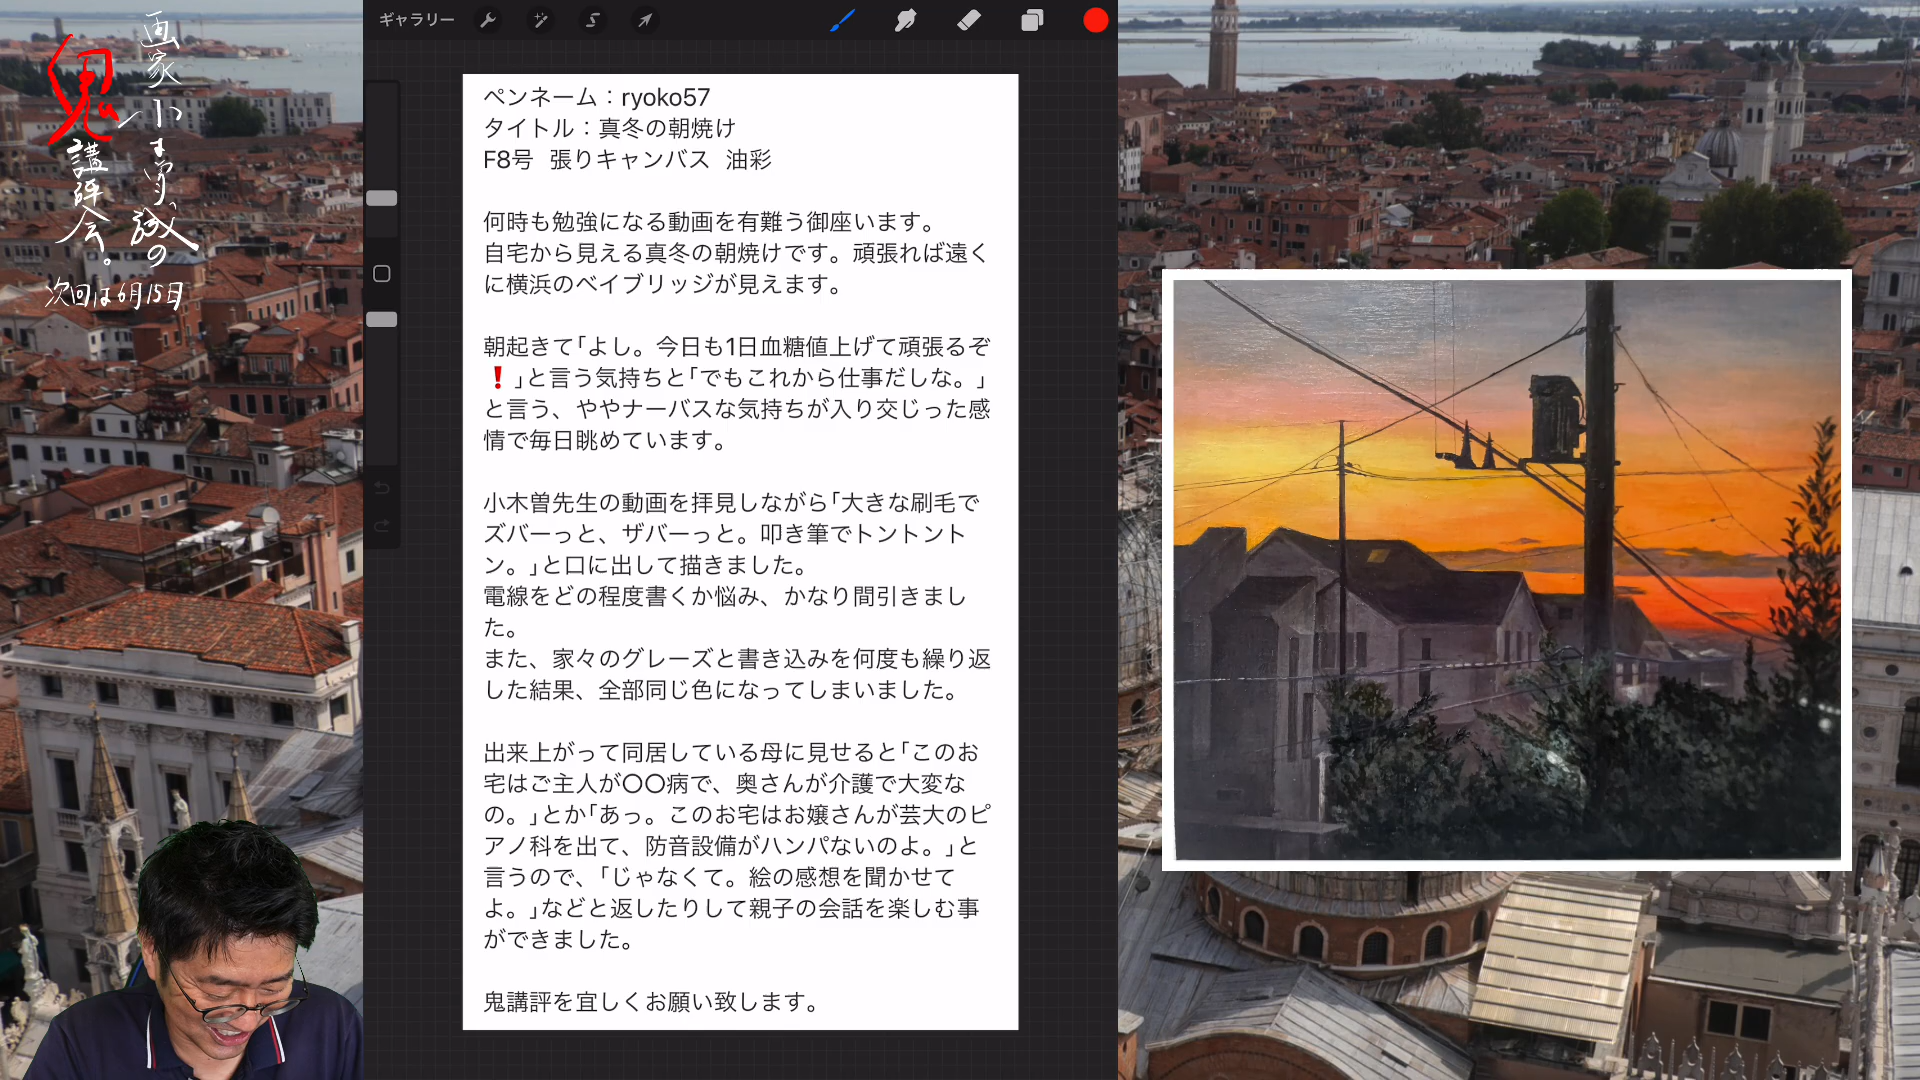 画家小木曽誠の
鬼講評会。
次回は6月15日
ギャラリー
ペンネーム：ryoko57
タイトル：真冬の朝焼け
F8号 張りキャンバス 油彩
何時も勉強になる動画を有難う御座います。
自宅から見える真冬の朝焼けです。頑張れば遠く
に横浜のベイブリッジが見えます。
朝起きて｢よし。今日も1日血糖値上げて頑張るぞ
❗｣と言う気持ちと｢でもこれから仕事だしな。｣
と言う、ややナーバスな気持ちが入り交じった感
情で毎日眺めています。
小木曽先生の動画を拝見しながら｢大きな刷毛で
ズバーっと、ザバーっと。叩き筆でトントント
ン。｣と口に出して描きました。
電線をどの程度書くか悩み、かなり間引きまし
た。
また、家々のグレーズと書き込みを何度も繰り返
した結果、全部同じ色になってしまいました。
出来上がって同居している母に見せると｢このお
宅はご主人が〇〇病で、奥さんが介護で大変な
の。｣とか｢あっ。このお宅はお嬢さんが芸大のピ
アノ科を出て、防音設備がハンパないのよ。｣と
言うので、｢じゃなくて。絵の感想を聞かせて
よ。｣などと返したりして親子の会話を楽しむ事
ができました。
鬼講評を宜しくお願い致します。